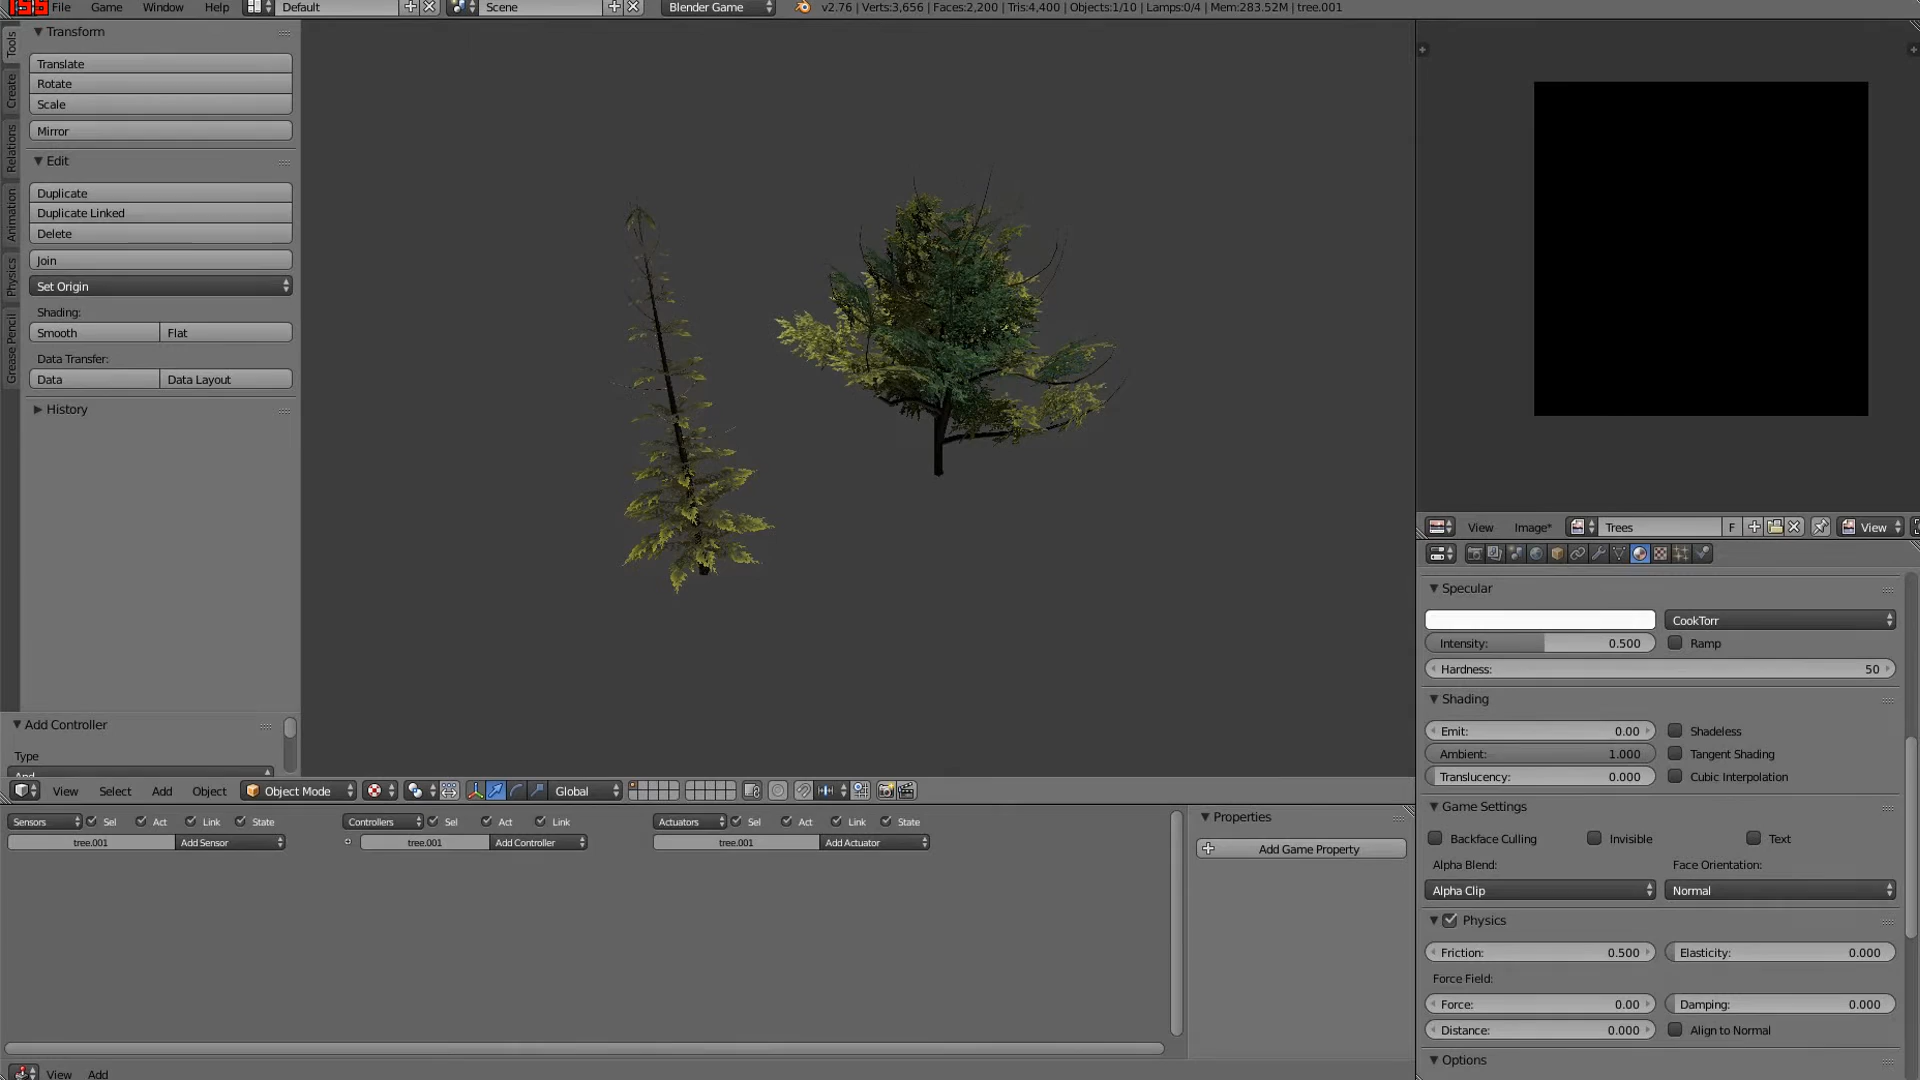 File Game Window Help Default Scene Blender Game v2.76 | Verts:3,656 | Faces:2,200 | Tris:4,400 | Objects:1/10 | Lamps:0/4 | Mem:283.52M | tree.001
Tools
Create
Relations
Animation
Physics
Grease Pencil
Transform
Translate
Rotate
Scale
Mirror
Edit
Duplicate
Duplicate Linked
Delete
Join
Set Origin
Shading:
Smooth Flat
Data Transfer:
Data Data Layout
History
Add Controller
Type
And
View Select Add Object Object Mode Global
Sensors Sel Act Link State Controllers Sel Act Link Actuators Sel Act Link State
tree.001 Add Sensor tree.001 Add Controller tree.001 Add Actuator
Properties
Add Game Property
View Add
View Image* Trees F View
Specular
CookTorr
Intensity: 0.500 Ramp
Hardness: 50
Shading
Emit: 0.00 Shadeless
Ambient: 1.000 Tangent Shading
Translucency: 0.000 Cubic Interpolation
Game Settings
Backface Culling Invisible Text
Alpha Blend: Face Orientation:
Alpha Clip Normal
Physics
Friction: 0.500 Elasticity: 0.000
Force Field:
Force: 0.00 Damping: 0.000
Distance: 0.000 Align to Normal
Options